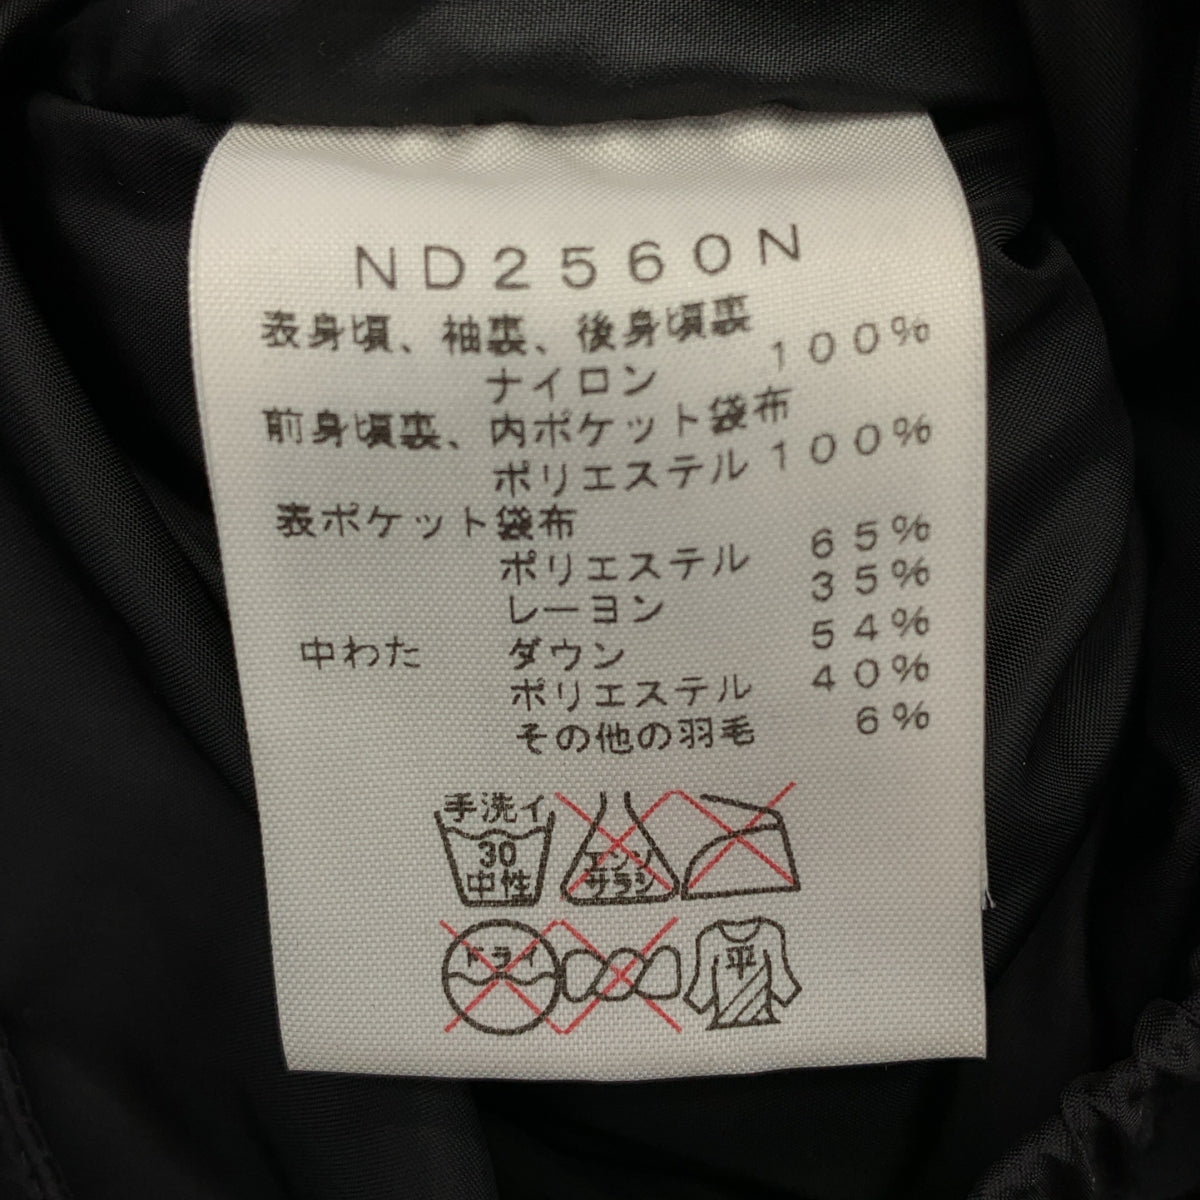 ND2560N
表身頃、袖裏、後身頃裏
ナイロン 100%
前身頃裏、内ポケット袋布
ポリエステル 100%
表ポケット袋布
ポリエステル 65%
レーヨン 35%
中わた ダウン 54%
ポリエステル 40%
その他の羽毛 6%
手洗イ
30
中性
エンソ
サラシ
ドライ
平